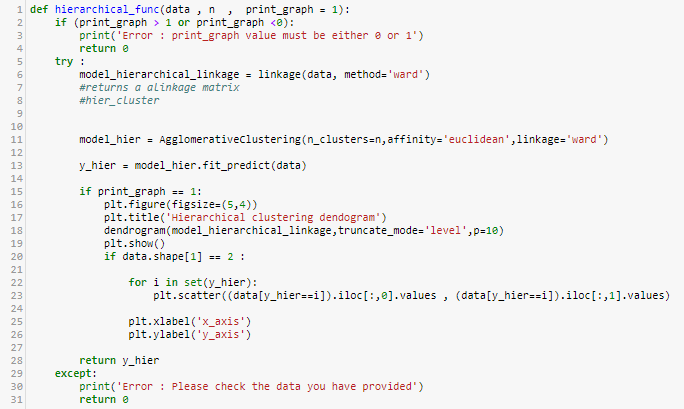 1 def hierarchical_func(data , n  ,  print_graph = 1):
2     if (print_graph > 1 or print_graph <0):
3         print('Error : print_graph value must be either 0 or 1')
4         return 0
5     try :
6         model_hierarchical_linkage = linkage(data, method='ward')
7         #returns a alinkage matrix
8         #hier_cluster
9
10
11         model_hier = AgglomerativeClustering(n_clusters=n,affinity='euclidean',linkage='ward')
12
13         y_hier = model_hier.fit_predict(data)
14
15         if print_graph == 1:
16             plt.figure(figsize=(5,4))
17             plt.title('Hierarchical clustering dendogram')
18             dendrogram(model_hierarchical_linkage,truncate_mode='level',p=10)
19             plt.show()
20             if data.shape[1] == 2 :
21
22                 for i in set(y_hier):
23                     plt.scatter((data[y_hier==i]).iloc[:,0].values , (data[y_hier==i]).iloc[:,1].values)
24
25                 plt.xlabel('x_axis')
26                 plt.ylabel('y_axis')
27
28         return y_hier
29     except:
30         print('Error : Please check the data you have provided')
31         return 0